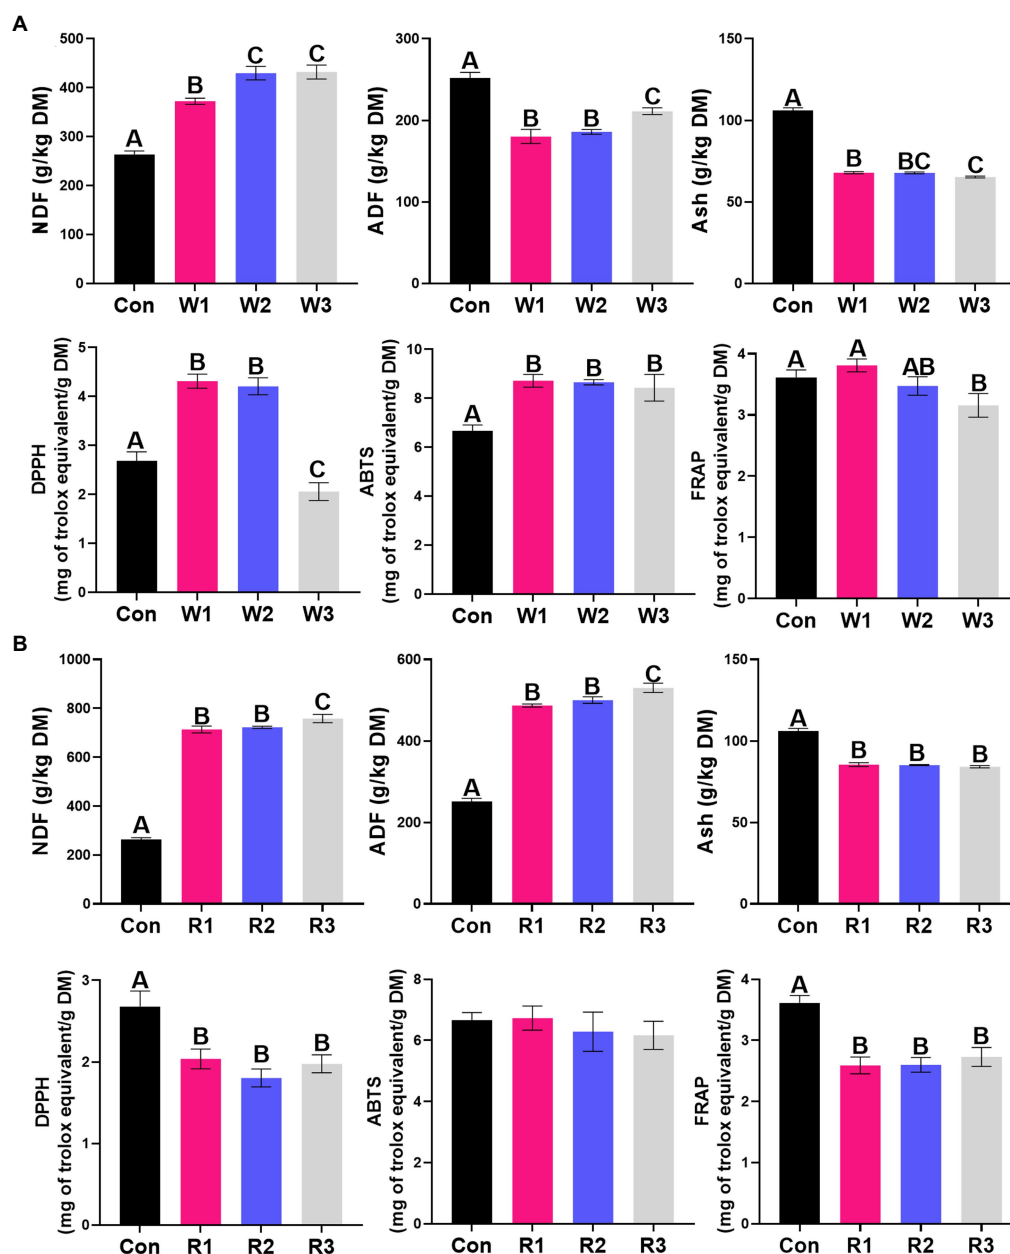 A
NDF (g/kg DM)
500
400
300
200
100
0
A
B
C
C
Con W1 W2 W3
ADF (g/kg DM)
300
200
100
0
A
B
B
C
Con W1 W2 W3
Ash (g/kg DM)
150
100
50
0
A
B
BC
C
Con W1 W2 W3
DPPH
(mg of trolox equivalent/g DM)
5
4
3
2
1
0
A
B
B
C
Con W1 W2 W3
ABTS
(mg of trolox equivalent/g DM)
10
8
6
4
2
0
A
B
B
B
Con W1 W2 W3
FRAP
(mg of trolox equivalent/g DM)
4
3
2
1
0
A
A
AB
B
Con W1 W2 W3
B
NDF (g/kg DM)
1000
800
600
400
200
0
A
B
B
C
Con R1 R2 R3
ADF (g/kg DM)
600
400
200
0
A
B
B
C
Con R1 R2 R3
Ash (g/kg DM)
150
100
50
0
A
B
B
B
Con R1 R2 R3
DPPH
(mg of trolox equivalent/g DM)
3
2
1
0
A
B
B
B
Con R1 R2 R3
ABTS
(mg of trolox equivalent/g DM)
8
6
4
2
0
Con R1 R2 R3
FRAP
(mg of trolox equivalent/g DM)
4
3
2
1
0
A
B
B
B
Con R1 R2 R3